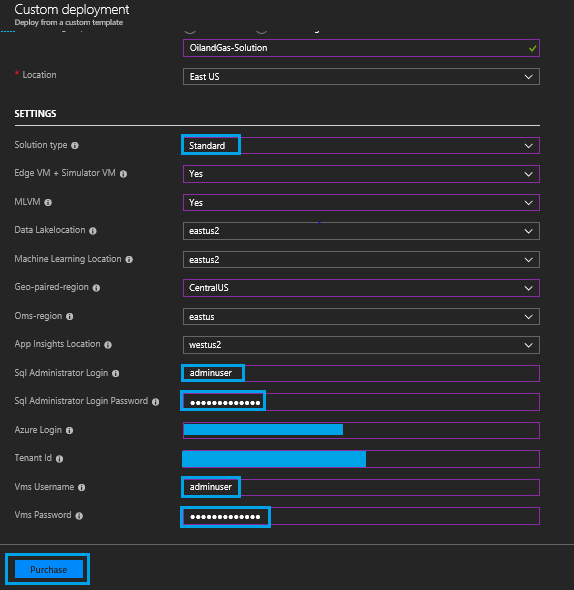 Custom deployment
Deploy from a custom template
OilandGas-Solution
* Location
East US
SETTINGS
Solution type
Standard
Edge VM + Simulator VM
Yes
MLVM
Yes
Data Lakelocation
eastus2
Machine Learning Location
eastus2
Geo-paired-region
CentralUS
Oms-region
eastus
App Insights Location
westus2
Sql Administrator Login
adminuser
Sql Administrator Login Password
●●●●●●●●●●●●●
Azure Login
Tenant Id
Vms Username
adminuser
Vms Password
●●●●●●●●●●●●●
Purchase